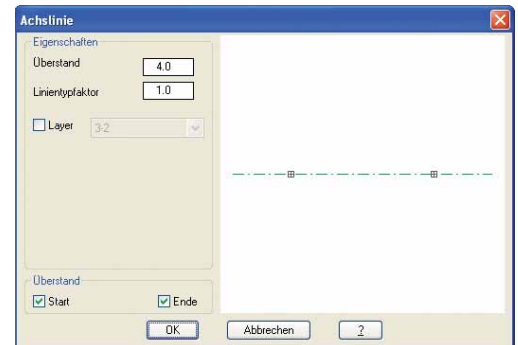 Achslinie
Eigenschaften
Überstand 4.0
Linientypfaktor 1.0
Layer 3-2
Überstand
Start Ende
OK Abbrechen ?